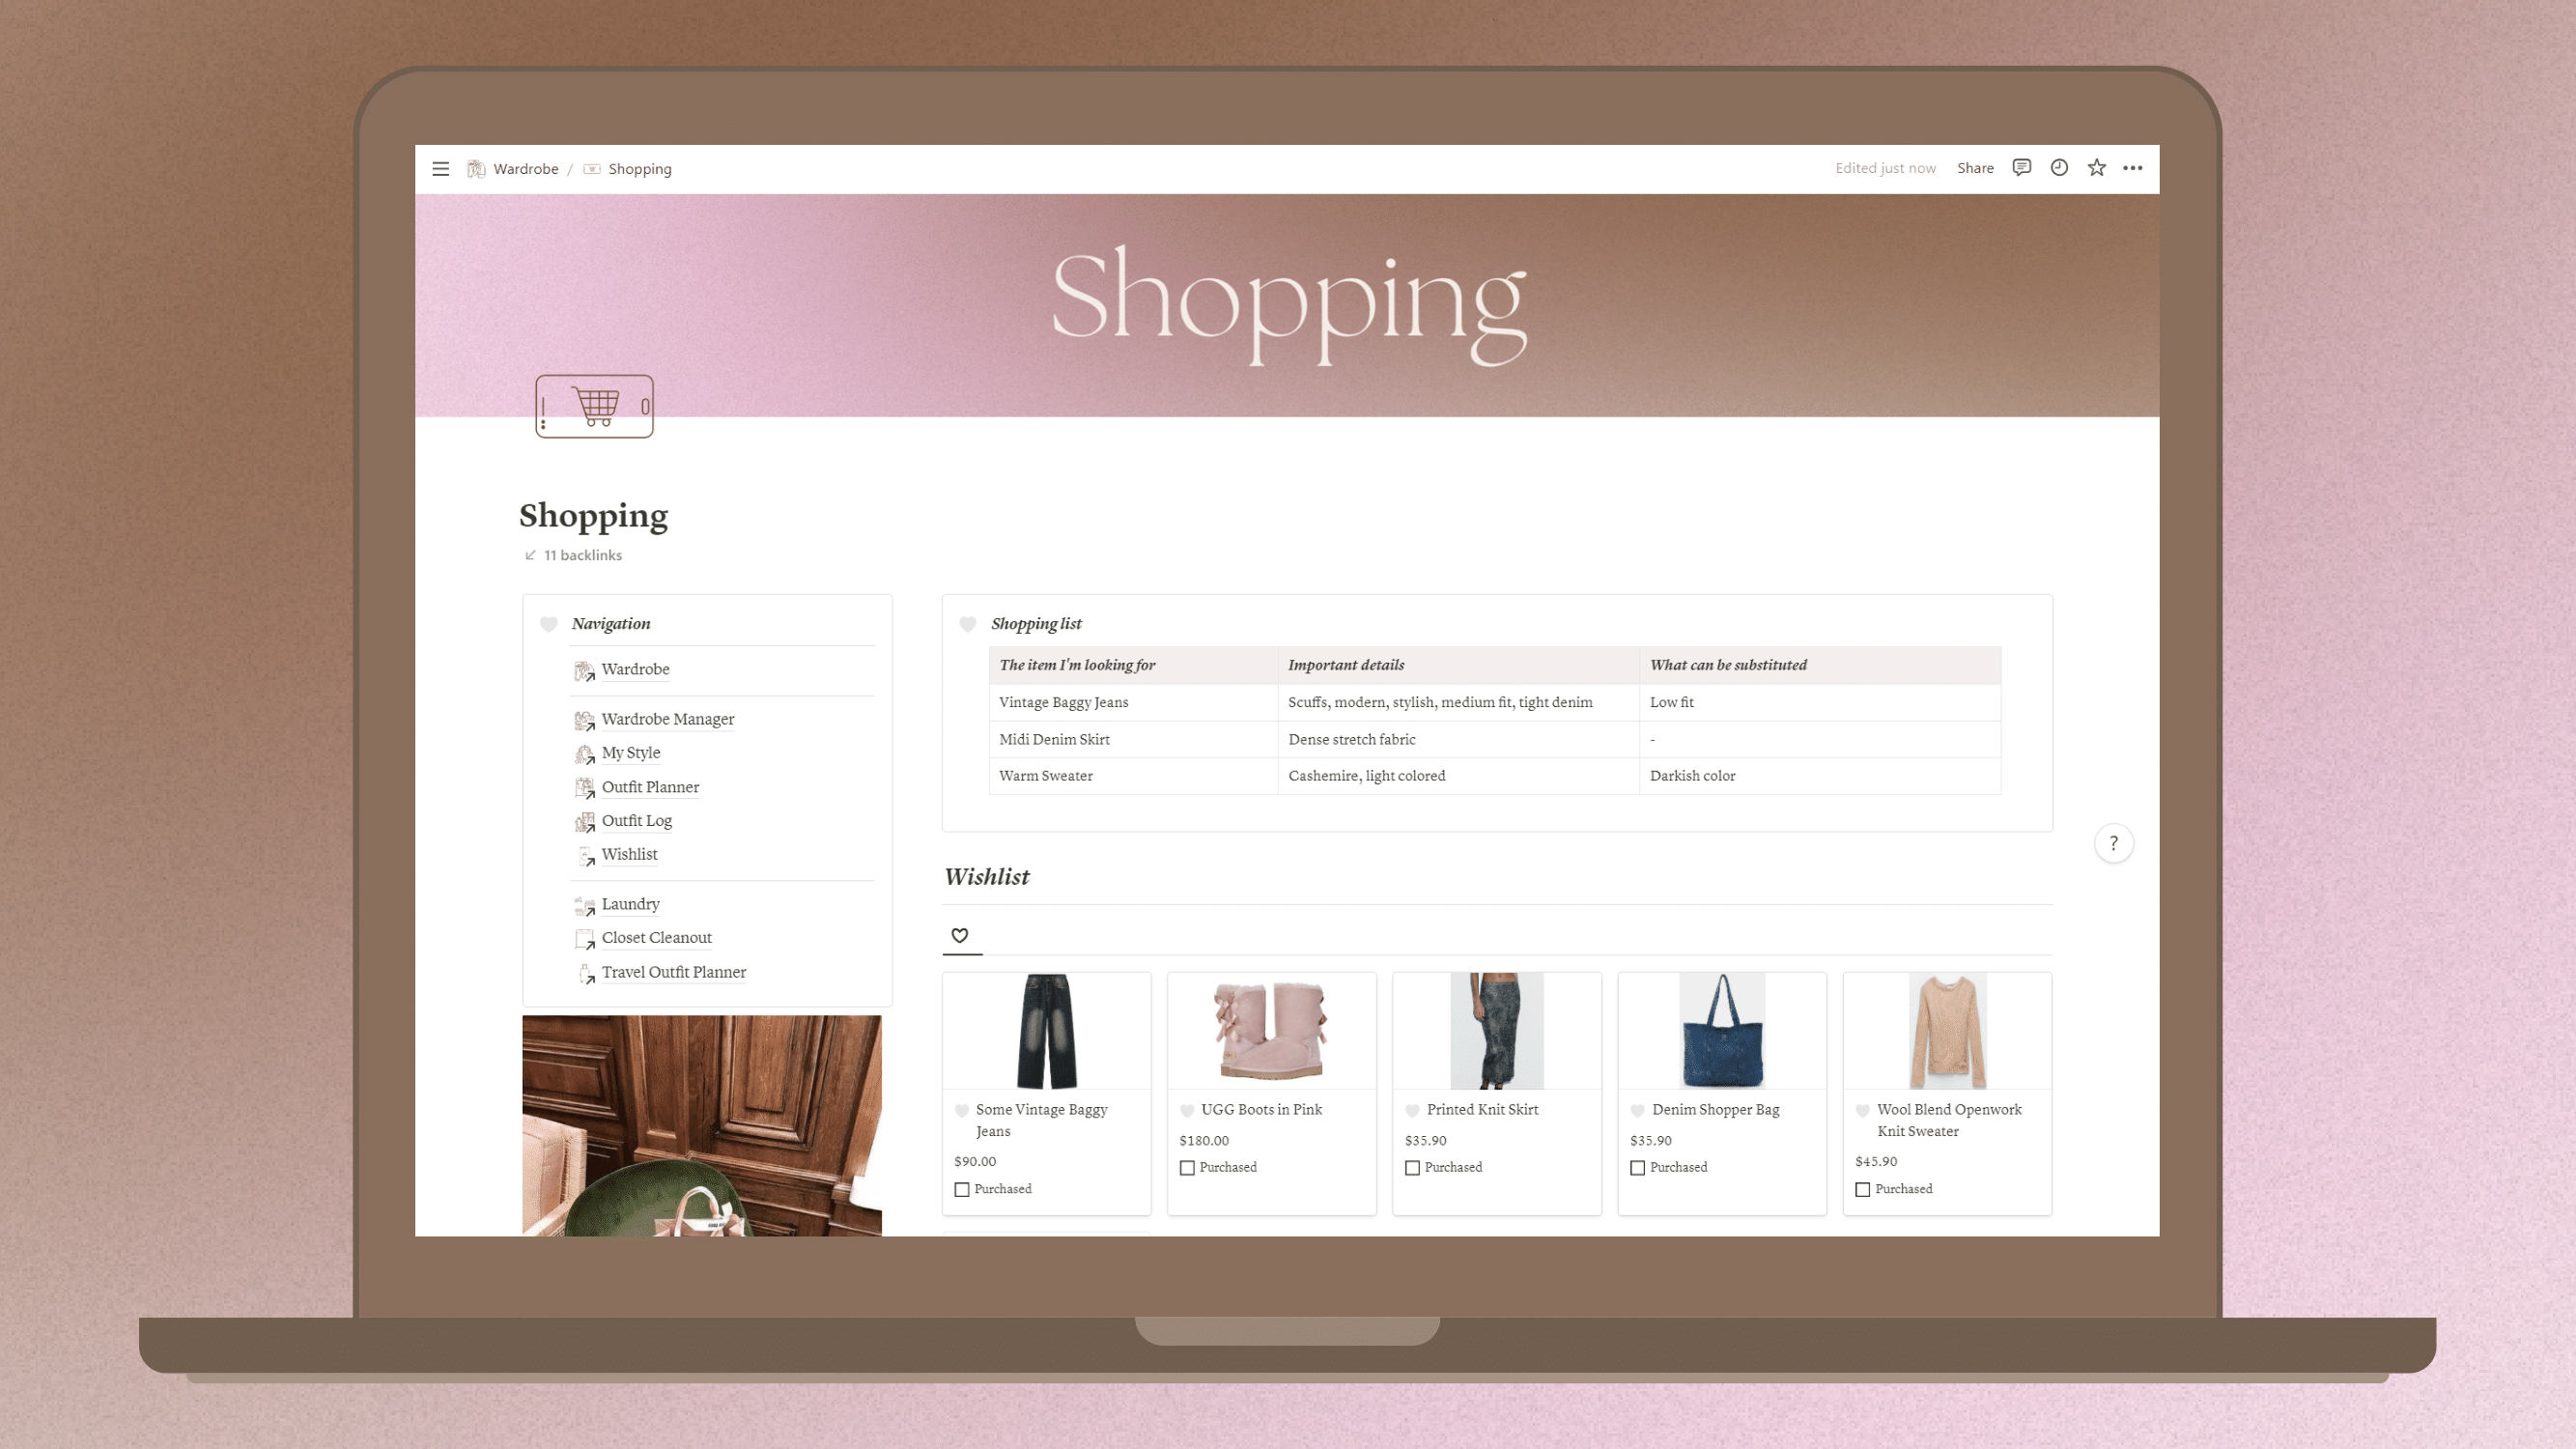 Wardrobe / Shopping
Edited just now Share
Shopping
Shopping
11 backlinks
Navigation
Wardrobe
Wardrobe Manager
My Style
Outfit Planner
Outfit Log
Wishlist
Laundry
Closet Cleanout
Travel Outfit Planner
Shopping list
The item I'm looking for Important details What can be substituted
Vintage Baggy Jeans Scuffs, modern, stylish, medium fit, tight denim Low fit
Midi Denim Skirt Dense stretch fabric -
Warm Sweater Cashemire, light colored Darkish color
?
Wishlist
Some Vintage Baggy
Jeans
$90.00
Purchased
UGG Boots in Pink
$180.00
Purchased
Printed Knit Skirt
$35.90
Purchased
Denim Shopper Bag
$35.90
Purchased
Wool Blend Openwork
Knit Sweater
$45.90
Purchased